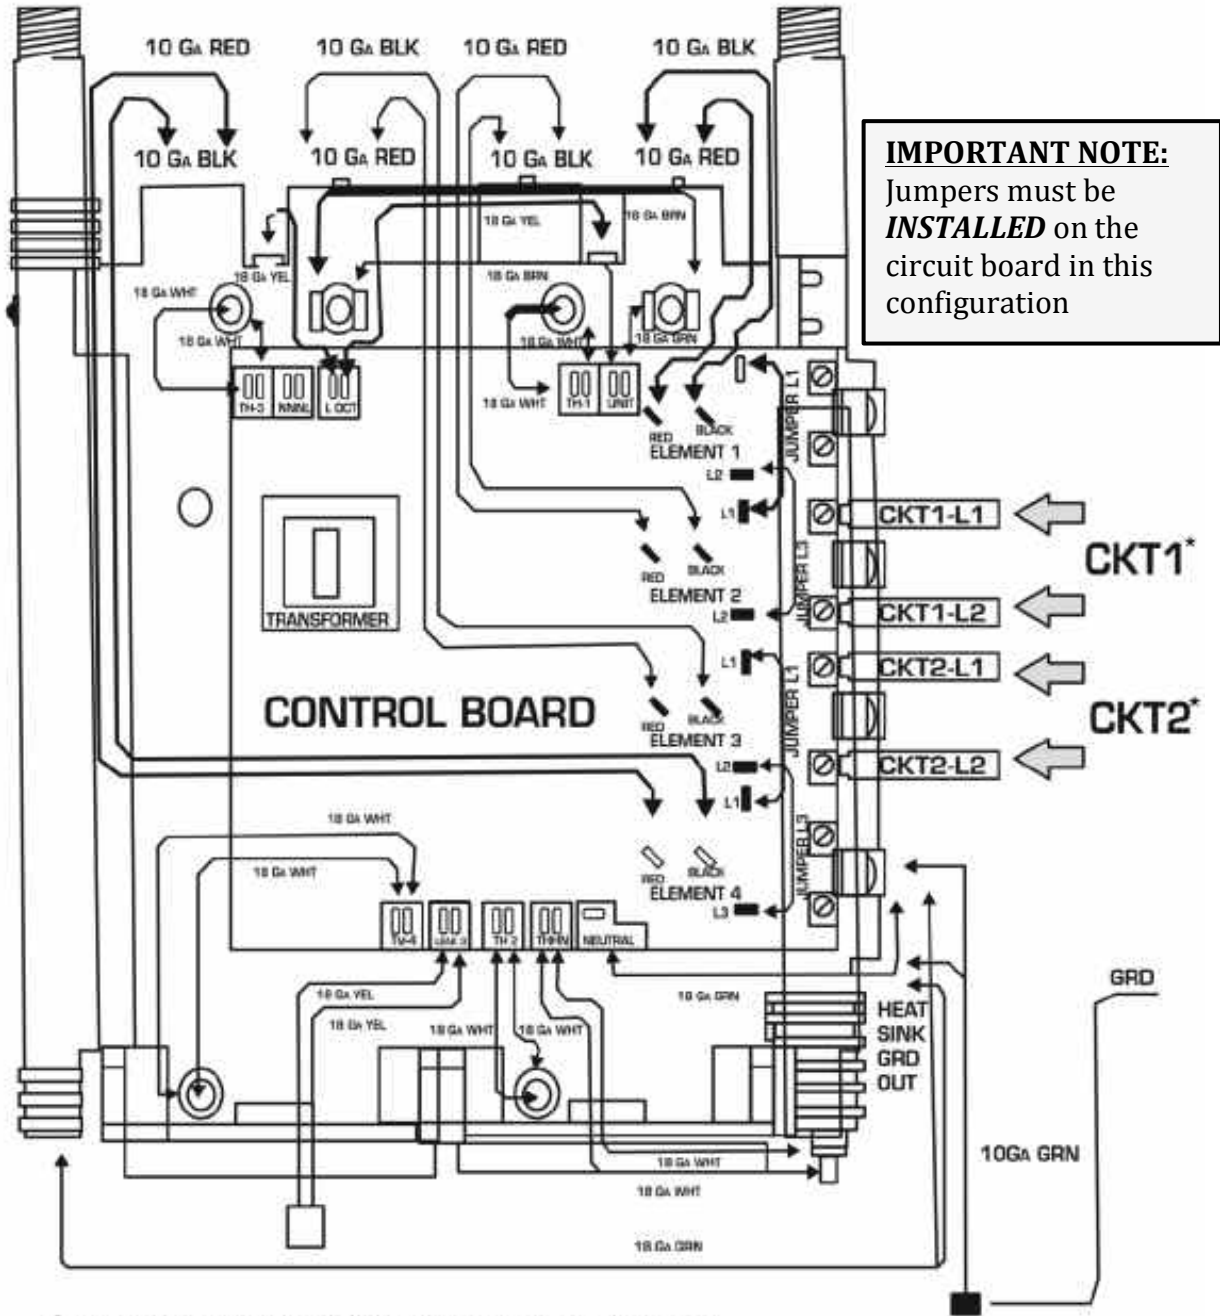 10 GA RED
10 GA BLK
10 GA RED
10 GA BLK
10 GA BLK
10 GA RED
10 GA BLK
10 GA RED
IMPORTANT NOTE:
Jumpers must be
INSTALLED on the
circuit board in this
configuration
18 GA YEL
18 GA BRN
18 GA YEL
18 GA BRN
18 GA WHT
18 GA WHT
18 GA WHT
18 GA GRN
18 GA WHT
TH-3
NNNL
L OCT
TH-1
UNIT
RED
BLACK
ELEMENT 1
JUMPER L1
L2
L1
CKT1-L1
CKT1*
RED
BLACK
ELEMENT 2
JUMPER L3
TRANSFORMER
L2
CKT1-L2
L1
CKT2-L1
CONTROL BOARD
RED
BLACK
ELEMENT 3
JUMPER L1
CKT2*
L2
CKT2-L2
L1
18 GA WHT
18 GA WHT
RED
BLACK
ELEMENT 4
JUMPER L3
L3
TH 2
NEUTRAL
18 GA YEL
18 GA GRN
GRD
18 GA YEL
18 GA WHT
18 GA WHT
HEAT
SINK
GRD
OUT
10GA GRN
18 GA WHT
18 GA WHT
18 GA GRN